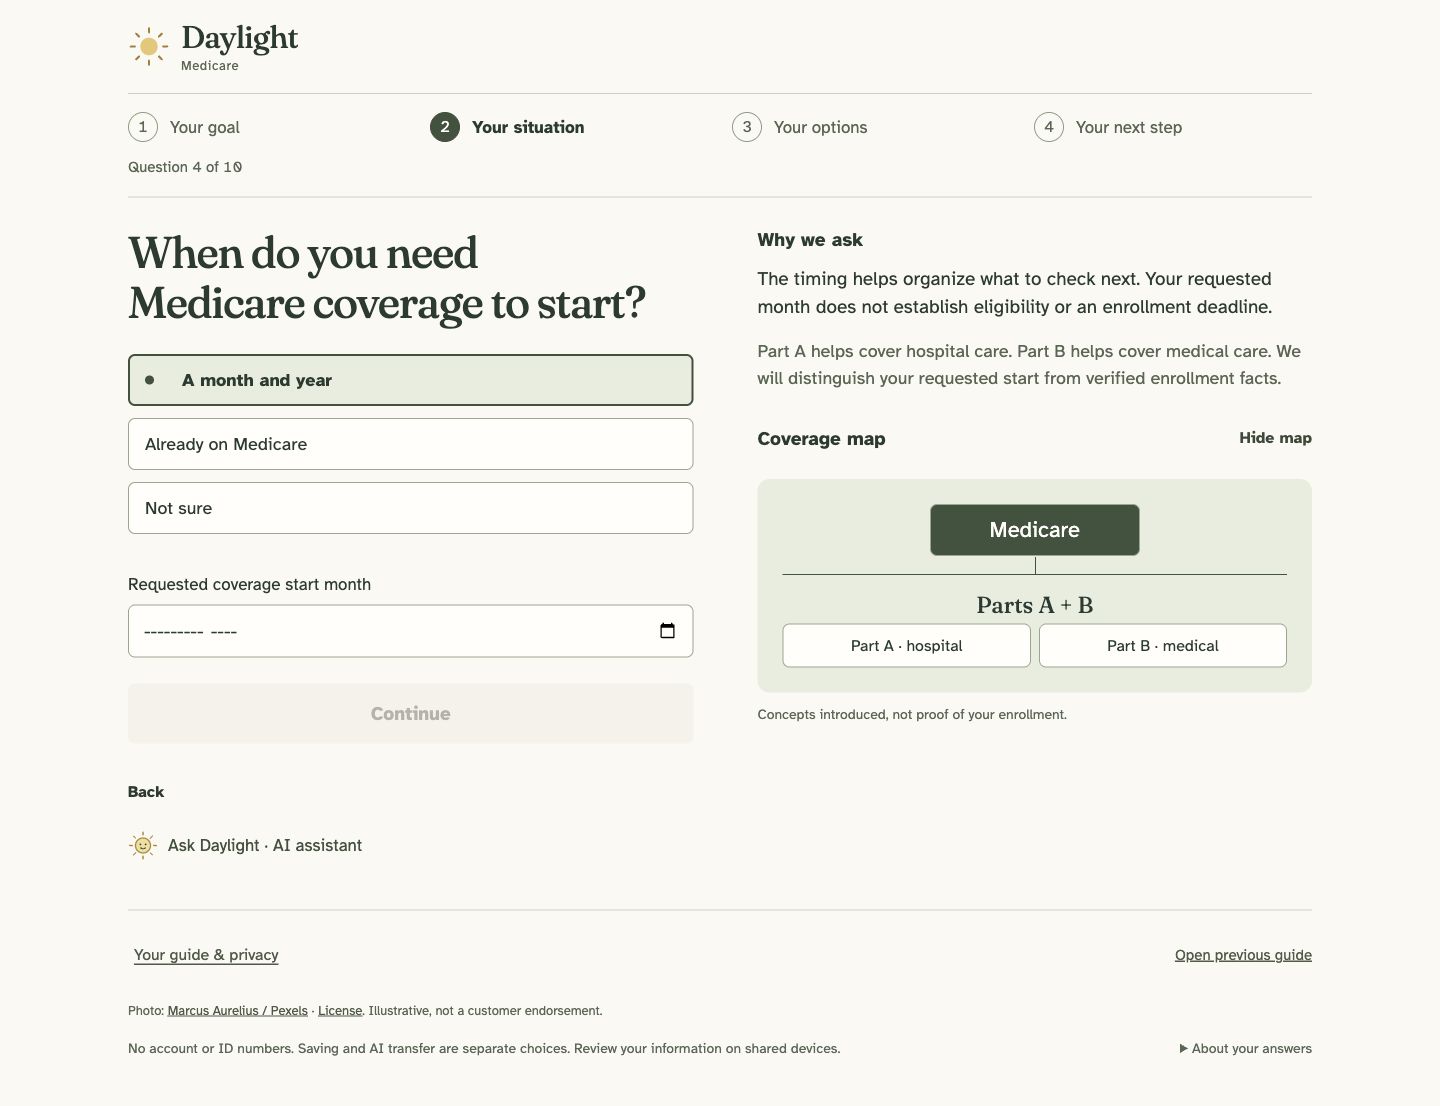 Daylight
Medicare
1 Your goal
2 Your situation
3 Your options
4 Your next step
Question 4 of 10
When do you need
Medicare coverage to start?
A month and year
Already on Medicare
Not sure
Requested coverage start month
--------- ----
Continue
Back
Ask Daylight · AI assistant
Why we ask
The timing helps organize what to check next. Your requested
month does not establish eligibility or an enrollment deadline.
Part A helps cover hospital care. Part B helps cover medical care. We
will distinguish your requested start from verified enrollment facts.
Coverage map
Hide map
Medicare
Parts A + B
Part A · hospital
Part B · medical
Concepts introduced, not proof of your enrollment.
Your guide & privacy
Open previous guide
Photo: Marcus Aurelius / Pexels · License. Illustrative, not a customer endorsement.
No account or ID numbers. Saving and AI transfer are separate choices. Review your information on shared devices.
About your answers